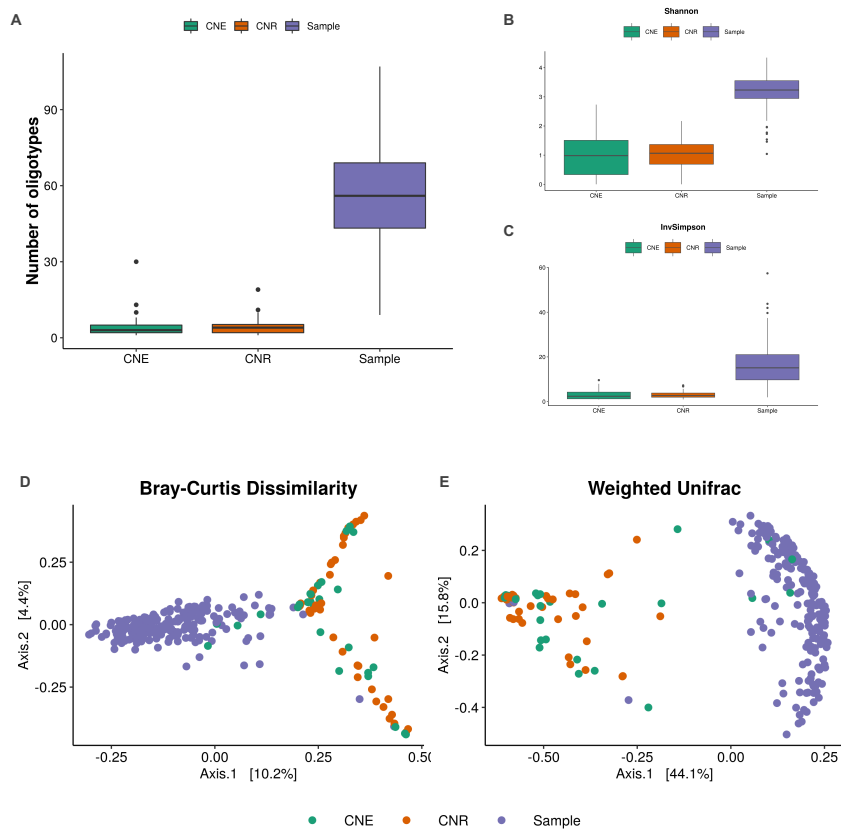 A
CNE CNR Sample
Number of oligotypes
90
60
30
0
CNE CNR Sample
B
Shannon
CNE CNR Sample
4
3
2
1
0
CNE CNR Sample
C
InvSimpson
CNE CNR Sample
60
40
20
0
CNE CNR Sample
D
Bray-Curtis Dissimilarity
Axis.2 [4.4%]
0.25
0.00
-0.25
-0.25 0.00 0.25 0.50
Axis.1 [10.2%]
E
Weighted Unifrac
Axis.2 [15.8%]
0.2
0.0
-0.2
-0.4
-0.50 -0.25 0.00 0.25
Axis.1 [44.1%]
CNE CNR Sample